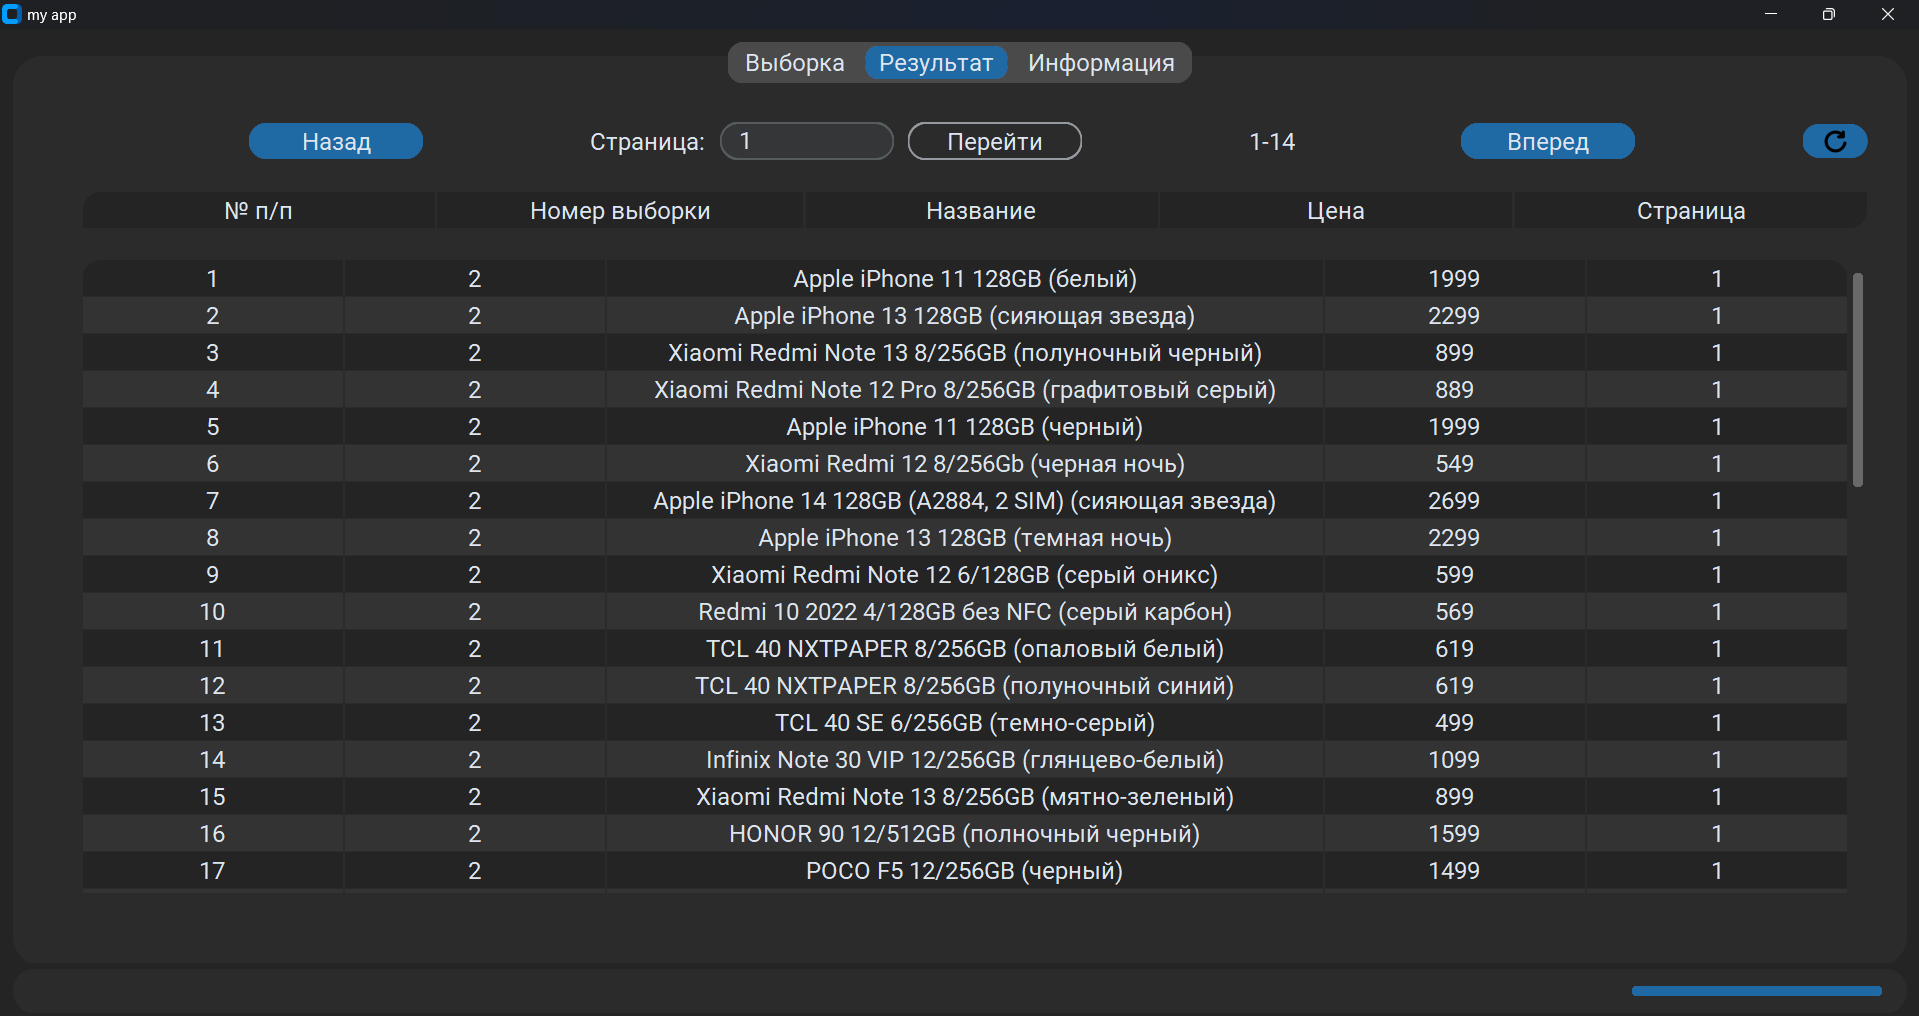 my app
Выборка Результат Информация
Назад Страница: 1 Перейти 1-14 Вперед
№ п/п Номер выборки Название Цена Страница
1 2 Apple iPhone 11 128GB (белый) 1999 1
2 2 Apple iPhone 13 128GB (сияющая звезда) 2299 1
3 2 Xiaomi Redmi Note 13 8/256GB (полуночный черный) 899 1
4 2 Xiaomi Redmi Note 12 Pro 8/256GB (графитовый серый) 889 1
5 2 Apple iPhone 11 128GB (черный) 1999 1
6 2 Xiaomi Redmi 12 8/256Gb (черная ночь) 549 1
7 2 Apple iPhone 14 128GB (A2884, 2 SIM) (сияющая звезда) 2699 1
8 2 Apple iPhone 13 128GB (темная ночь) 2299 1
9 2 Xiaomi Redmi Note 12 6/128GB (серый оникс) 599 1
10 2 Redmi 10 2022 4/128GB без NFC (серый карбон) 569 1
11 2 TCL 40 NXTPAPER 8/256GB (опаловый белый) 619 1
12 2 TCL 40 NXTPAPER 8/256GB (полуночный синий) 619 1
13 2 TCL 40 SE 6/256GB (темно-серый) 499 1
14 2 Infinix Note 30 VIP 12/256GB (глянцево-белый) 1099 1
15 2 Xiaomi Redmi Note 13 8/256GB (мятно-зеленый) 899 1
16 2 HONOR 90 12/512GB (полночный черный) 1599 1
17 2 POCO F5 12/256GB (черный) 1499 1